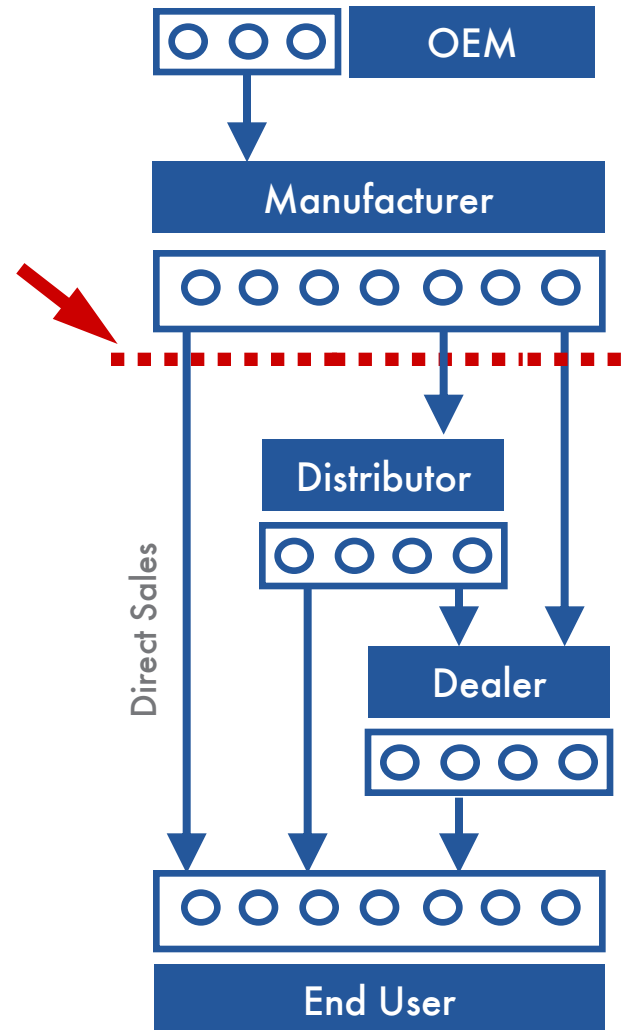 OEM
Manufacturer
Distributor
Direct Sales
Dealer
End User